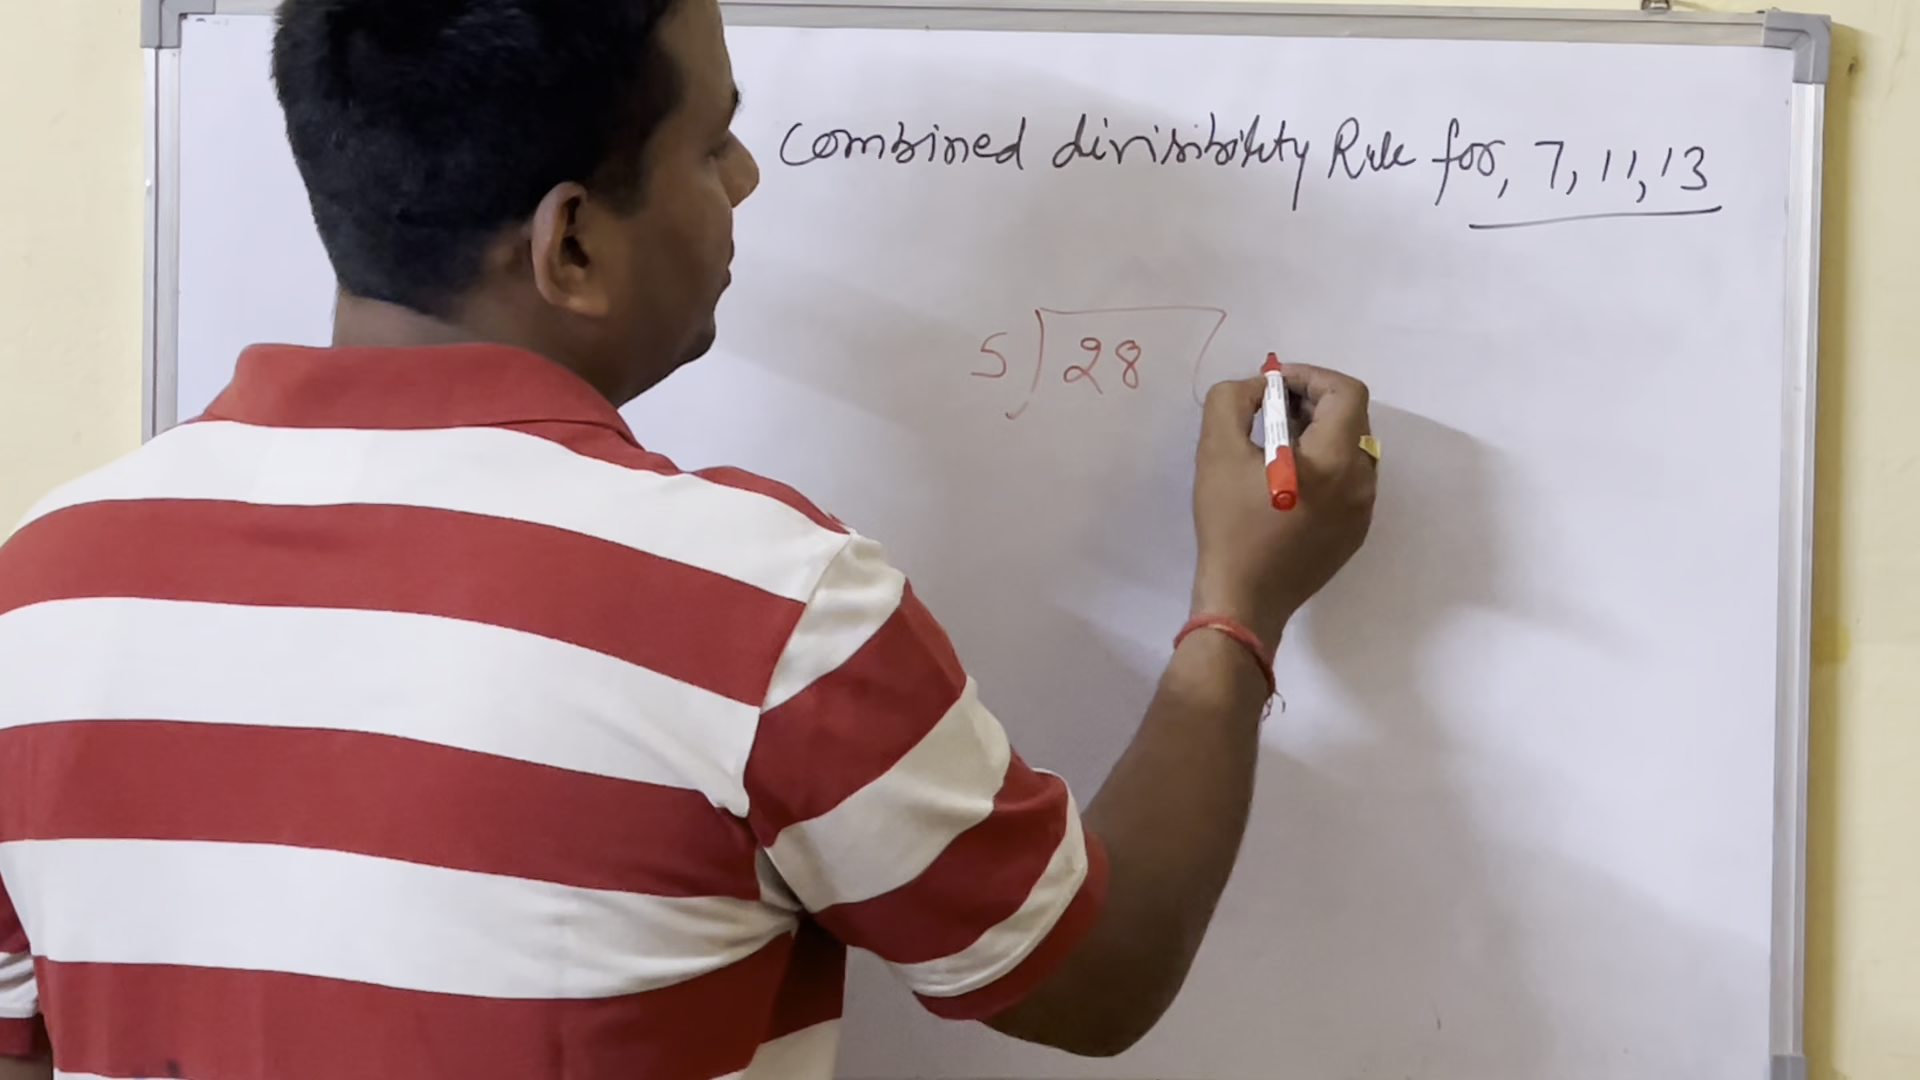 Combined divisibility Rule for, 7, 11, 13
5 ) 28 (